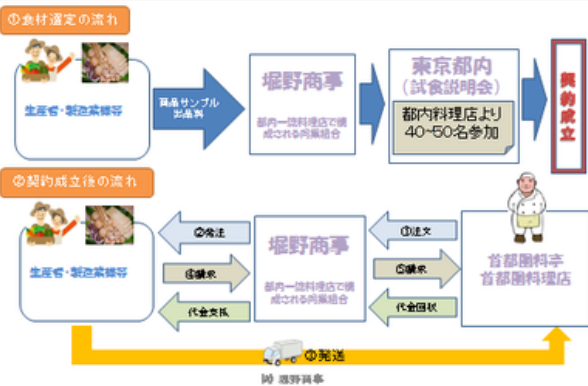 ①食材選定の流れ
生産者・製造業様等
商品サンプル
出品料
堀野商事
都内一流料理店で構
成される同業組合
東京都内
(試食説明会)
都内料理店より
40~50名参加
契約成立
②契約成立後の流れ
生産者・製造業様等
②発注
④請求
代金支払
堀野商事
都内一流料理店で構
成される同業組合
①注文
⑤請求
代金回収
首都圏料亭
首都圏料理店
③発送
堀野商事